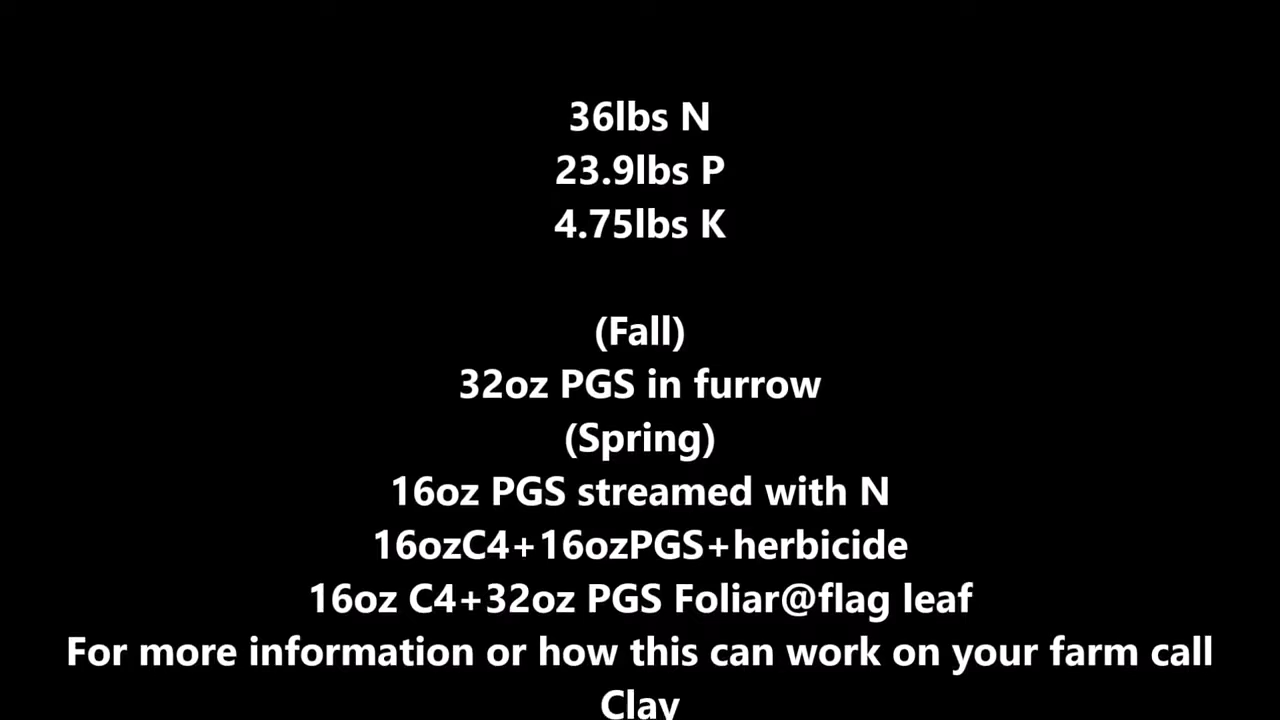 36lbs N
23.9lbs P
4.75lbs K
(Fall)
32oz PGS in furrow
(Spring)
16oz PGS streamed with N
16ozC4+16ozPGS+herbicide
16oz C4+32oz PGS Foliar@flag leaf
For more information or how this can work on your farm call
Clay